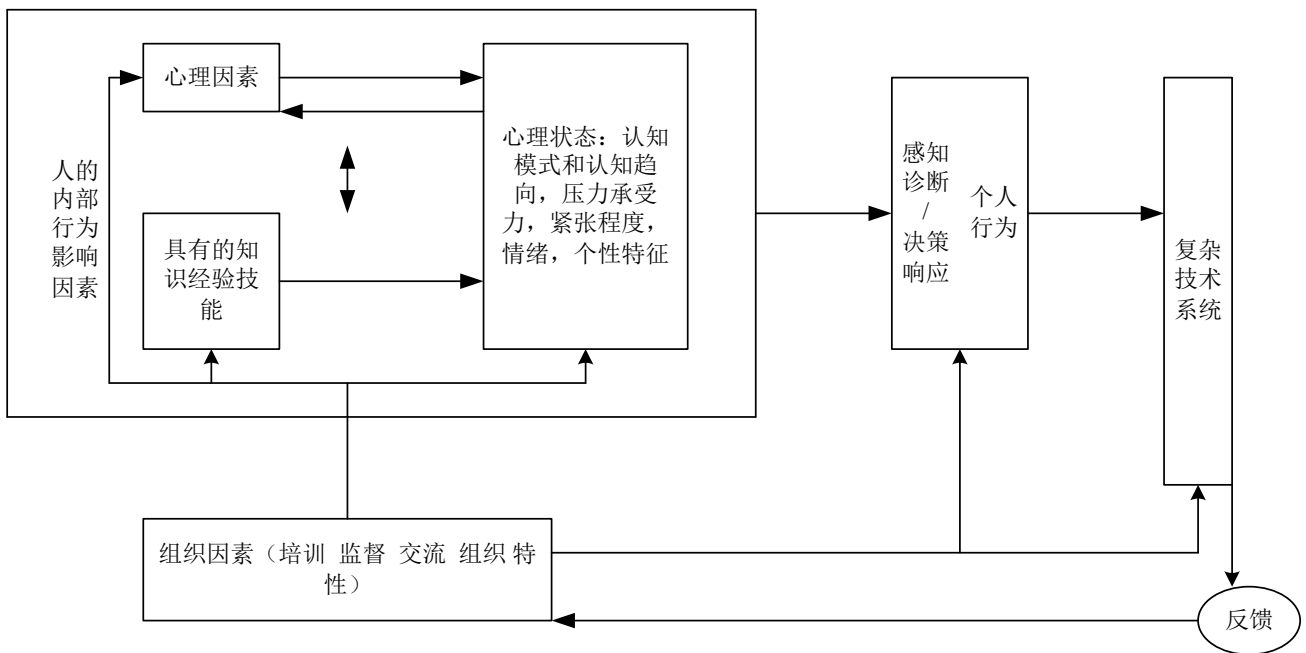 心理因素
人的
内部
行为
影响
因素
具有的知
识经验技
能
心理状态：认知
模式和认知趋
向，压力承受
力，紧张程度，
情绪，个性特征
感知
诊断
/
决策
响应
个人
行为
复杂
技术
系统
组织因素（培训 监督 交流 组织 特
性）
反馈